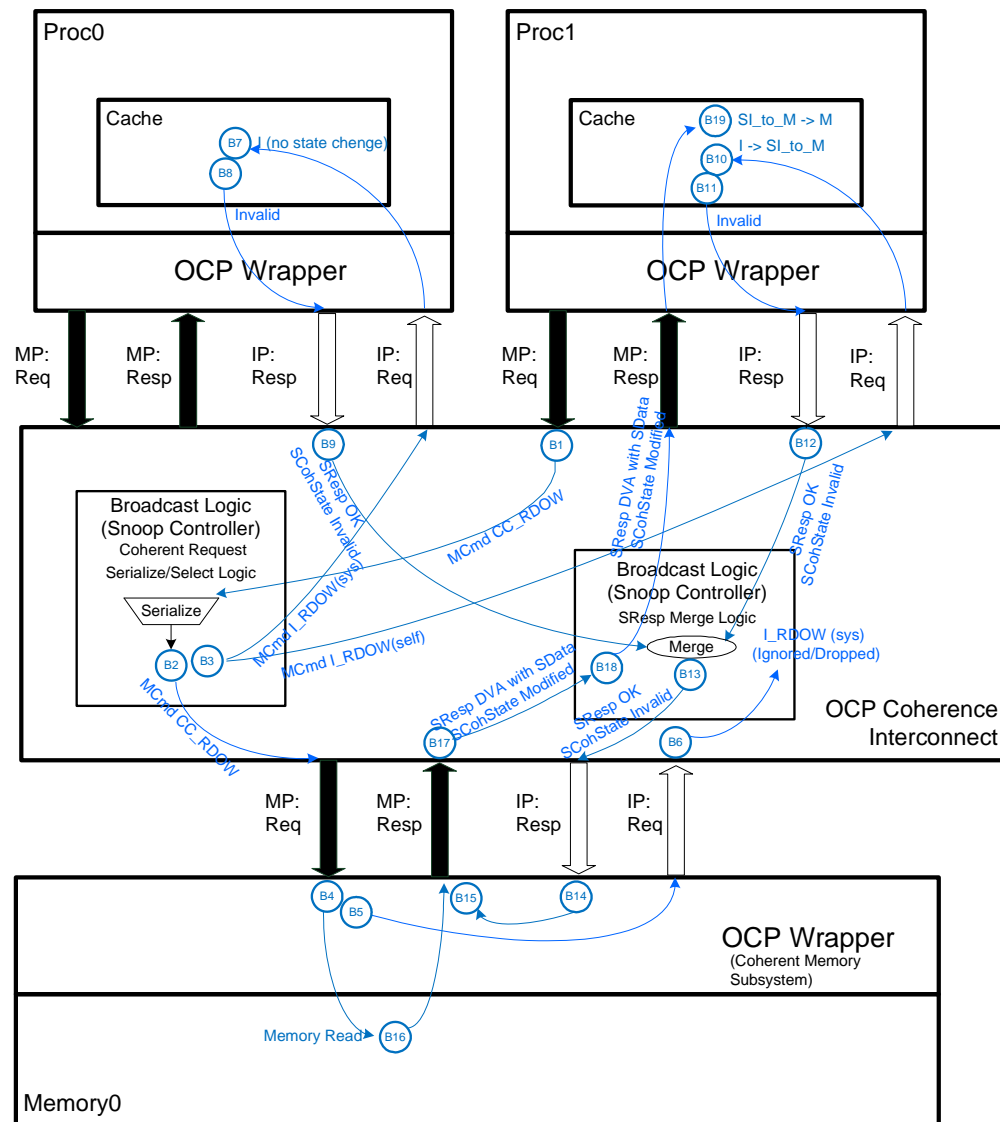 Proc0
Cache
B7
I (no state chenge)
B8
Invalid
OCP Wrapper
Proc1
Cache
B19
SI_to_M -> M
I -> SI_to_M
B10
B11
Invalid
OCP Wrapper
MP:
Req
MP:
Resp
IP:
Resp
IP:
Req
MP:
Req
MP:
Resp
IP:
Resp
IP:
Req
B9
SResp OK
SCohState Invalid
B1
MCmd CC_RDOW
SResp DVA with SData
SCohState Modified
B12
SResp OK
SCohState Invalid
Broadcast Logic
(Snoop Controller)
Coherent Request
Serialize/Select Logic
Serialize
B2
B3
MCmd I_RDOW(sys)
MCmd I_RDOW(self)
MCmd CC_RDOW
Broadcast Logic
(Snoop Controller)
SResp Merge Logic
Merge
B18
B13
I_RDOW (sys)
(Ignored/Dropped)
SResp DVA with SData
SCohState Modified
SResp OK
SCohState Invalid
B17
B6
OCP Coherence
Interconnect
MP:
Req
MP:
Resp
IP:
Resp
IP:
Req
B4
B5
B15
B14
OCP Wrapper
(Coherent Memory
Subsystem)
Memory Read
B16
Memory0